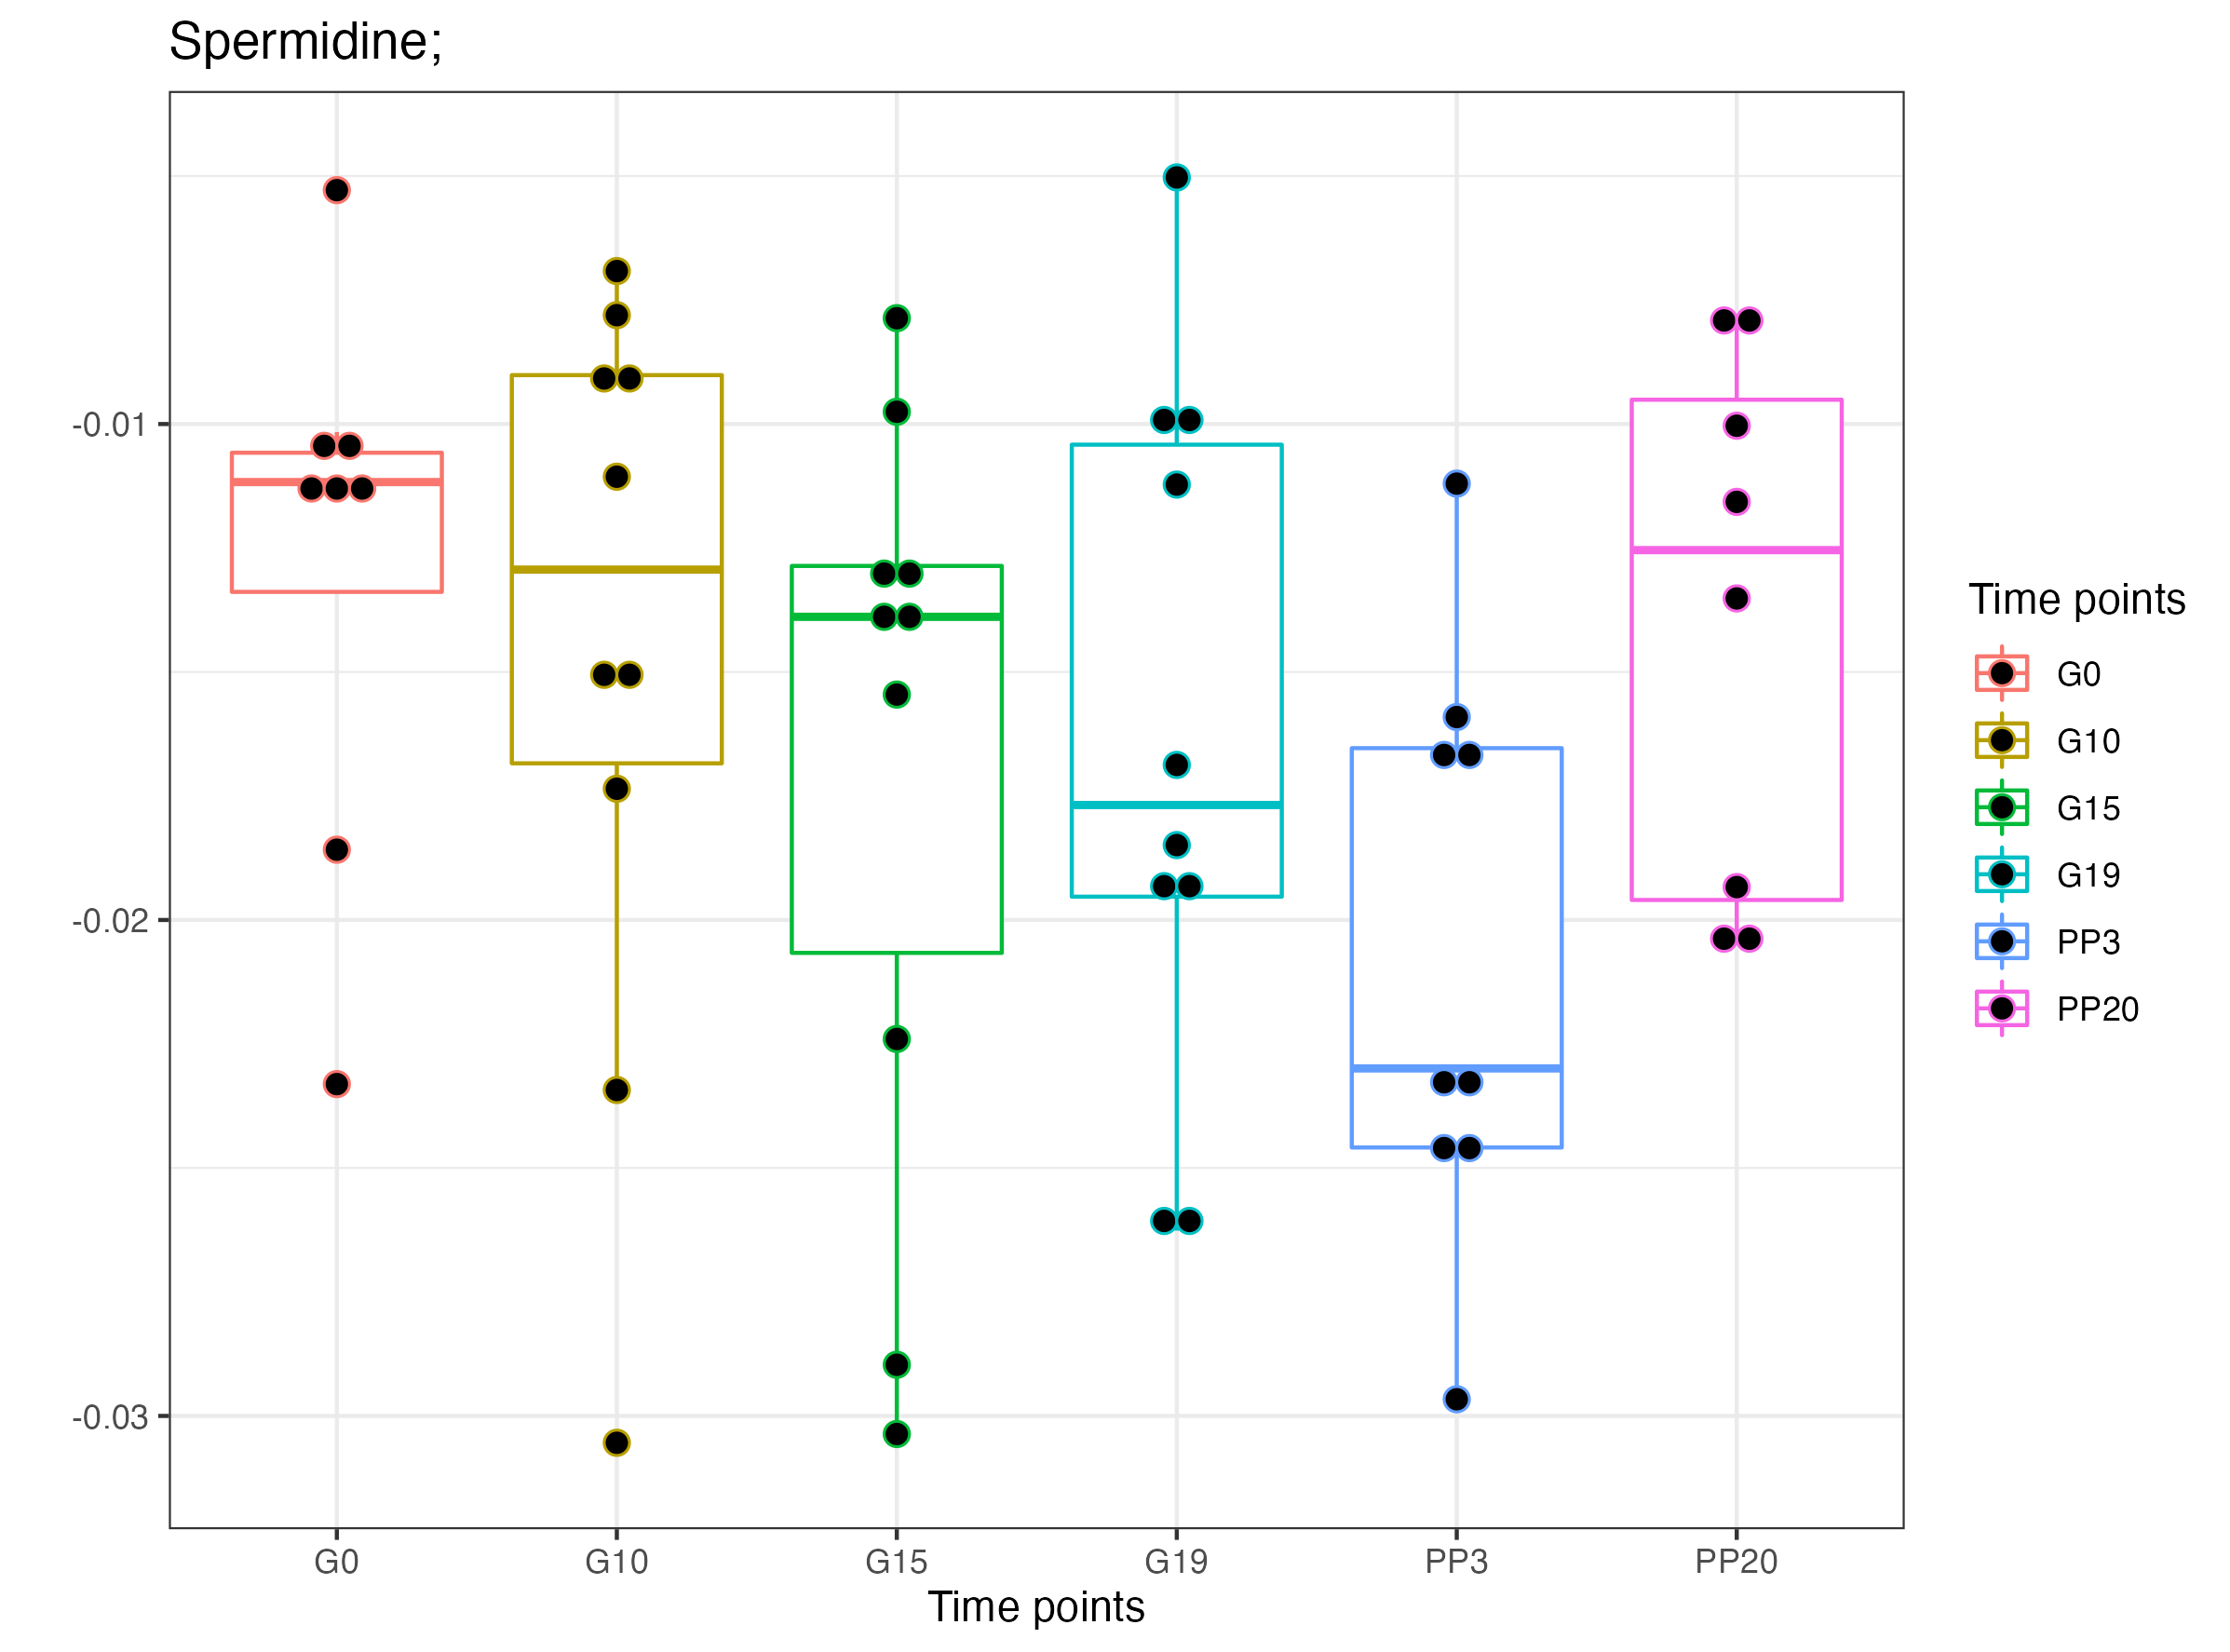 Spermidine;
-0.01
-0.02
-0.03
G0 G10 G15 G19 PP3 PP20
Time points
Time points
G0
G10
G15
G19
PP3
PP20